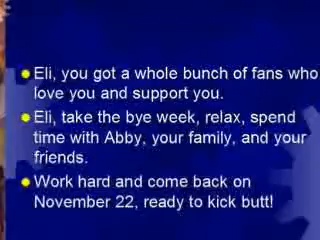 Eli, you got a whole bunch of fans who
love you and support you.
Eli, take the bye week, relax, spend
time with Abby, your family, and your
friends.
Work hard and come back on
November 22, ready to kick butt!